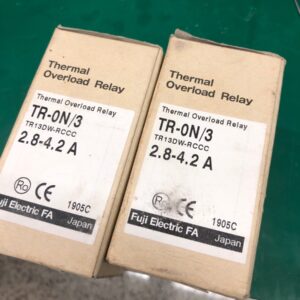 Thermal
Overload Relay
Thermal Overload Relay
TR-0N/3
TR13DW-RCCC
2.8-4.2 A
Ro CE
1905C
Fuji Electric FA
Japan
Thermal
Overload Relay
Thermal Overload Relay
TR-0N/3
TR13DW-RCCC
2.8-4.2 A
Ro CE
1905C
Fuji Electric FA
Japan